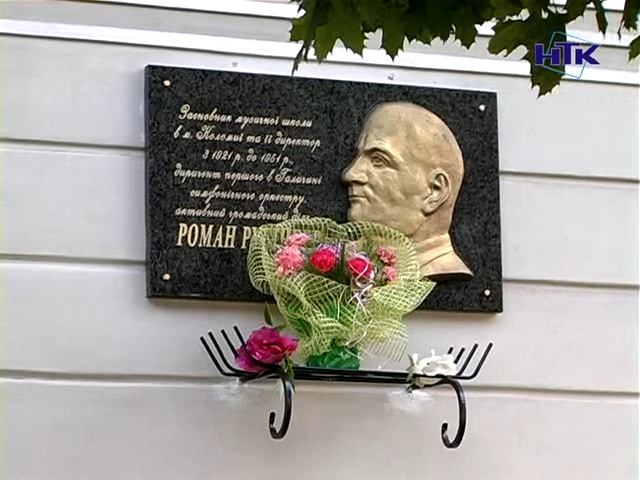 НТК
Засновник музичної школи
в м. Коломиї та її директор
з 1921 р. до 1951 р.,
диригент першого в Галичині
симфонічного оркестру,
активний громадський діяч
РОМАН